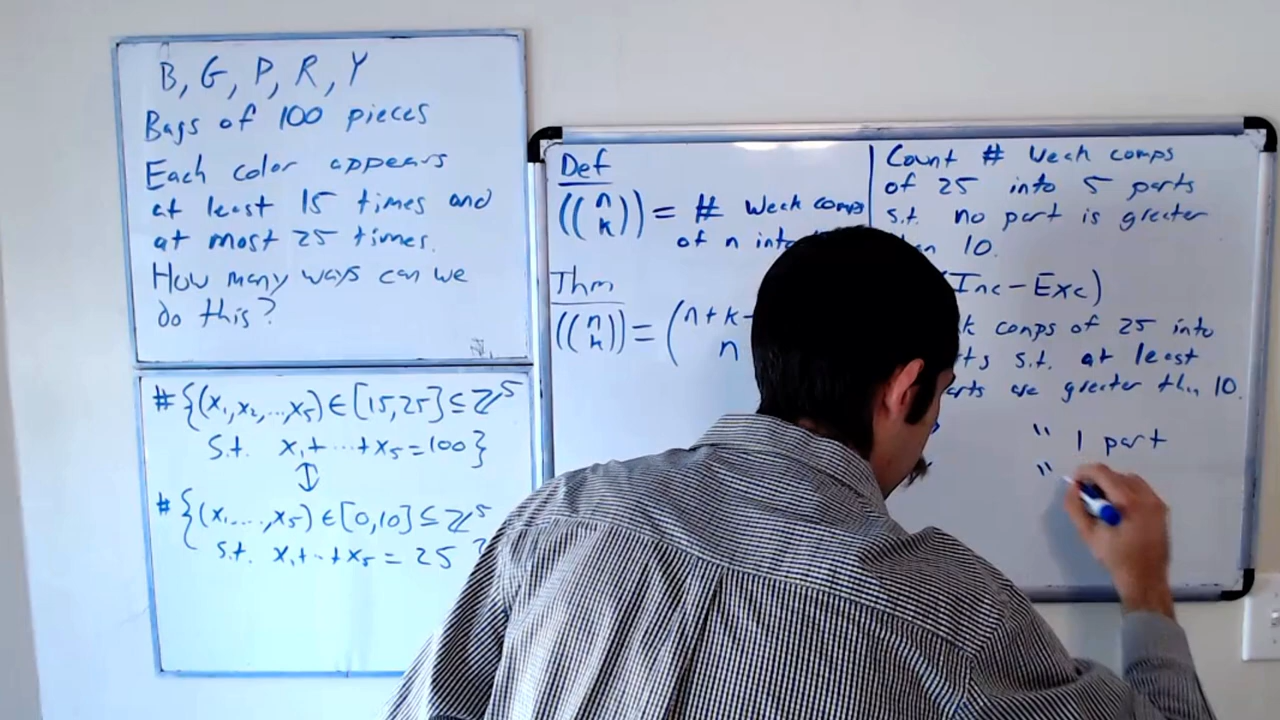 B, G, P, R, Y
Bags of 100 pieces
Each color appears
at least 15 times and
at most 25 times.
How many ways can we
do this?
#{(x₁,x₂,...x₅) ∈ [15,25] ⊆ ℤ⁵
s.t. x₁+...+x₅=100}
↕
#{(x₁,...,x₅) ∈ [0,10] ⊆ ℤ⁵
s.t. x₁+...+x₅ = 25
Def
((n k)) = # Weak comps
of n into
Thm
((n k)) = (n+k- n
Count # Weak comps
of 25 into 5 parts
s.t. no part is greater
10.
(Inc-Exc)
comps of 25 into
s.t. at least
are greater than 10.
" 1 part
"